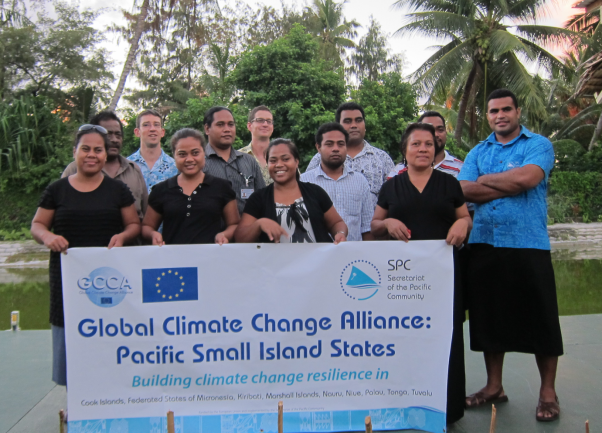 GCCA
SPC
Secretariat
of the Pacific
Community
Global Climate Change Alliance:
Pacific Small Island States
Building climate change resilience in
Cook Islands, Federated States of Micronesia, Kiribati, Marshall Islands, Nauru, Niue, Palau, Tonga, Tuvalu